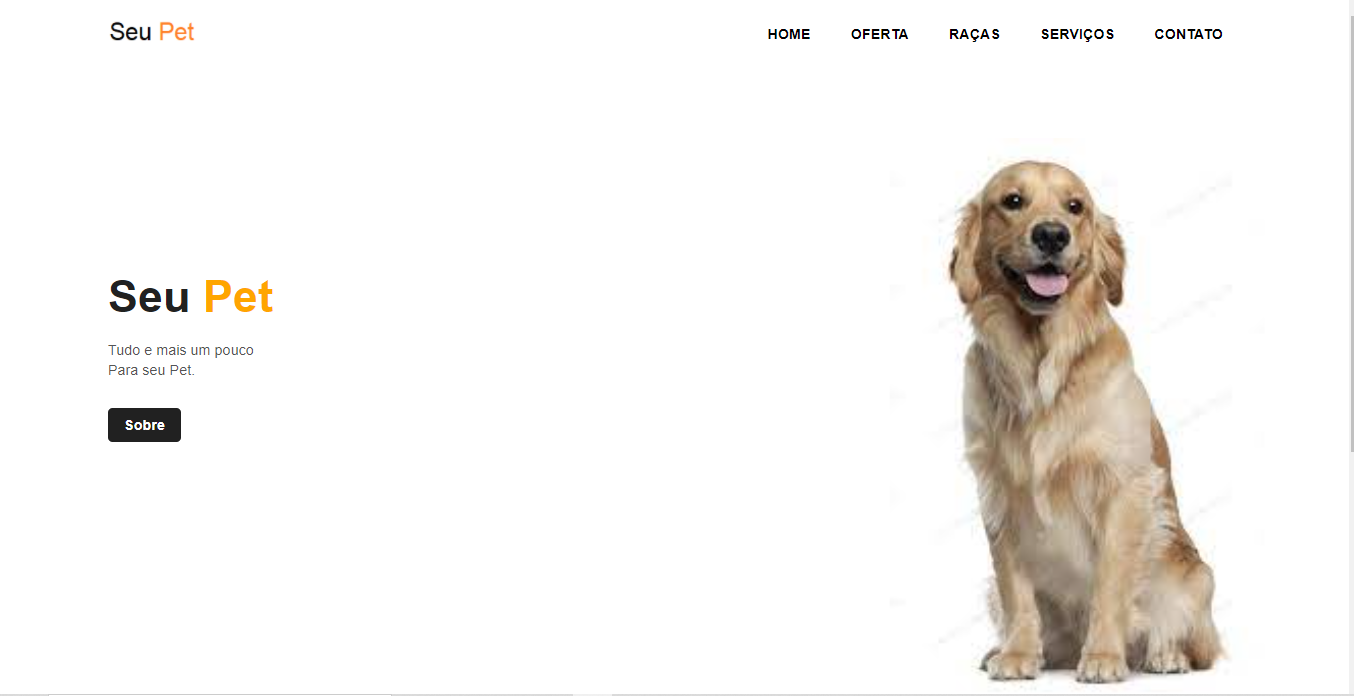 Seu Pet
HOME OFERTA RAÇAS SERVIÇOS CONTATO
Seu Pet
Tudo e mais um pouco
Para seu Pet.
Sobre